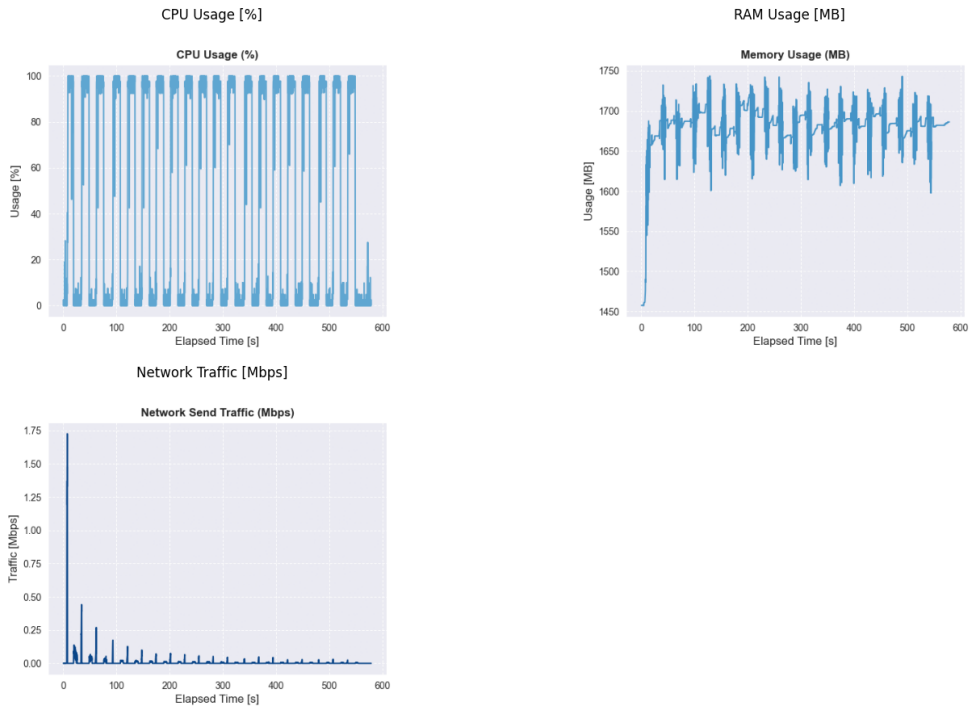 CPU Usage [%]
RAM Usage [MB]
CPU Usage (%)
Usage [%]
100
80
60
40
20
0
0 100 200 300 400 500 600
Elapsed Time [s]
Memory Usage (MB)
Usage [MB]
1750
1700
1650
1600
1550
1500
1450
0 100 200 300 400 500 600
Elapsed Time [s]
Network Traffic [Mbps]
Network Send Traffic (Mbps)
Traffic [Mbps]
1.75
1.50
1.25
1.00
0.75
0.50
0.25
0.00
0 100 200 300 400 500 600
Elapsed Time [s]